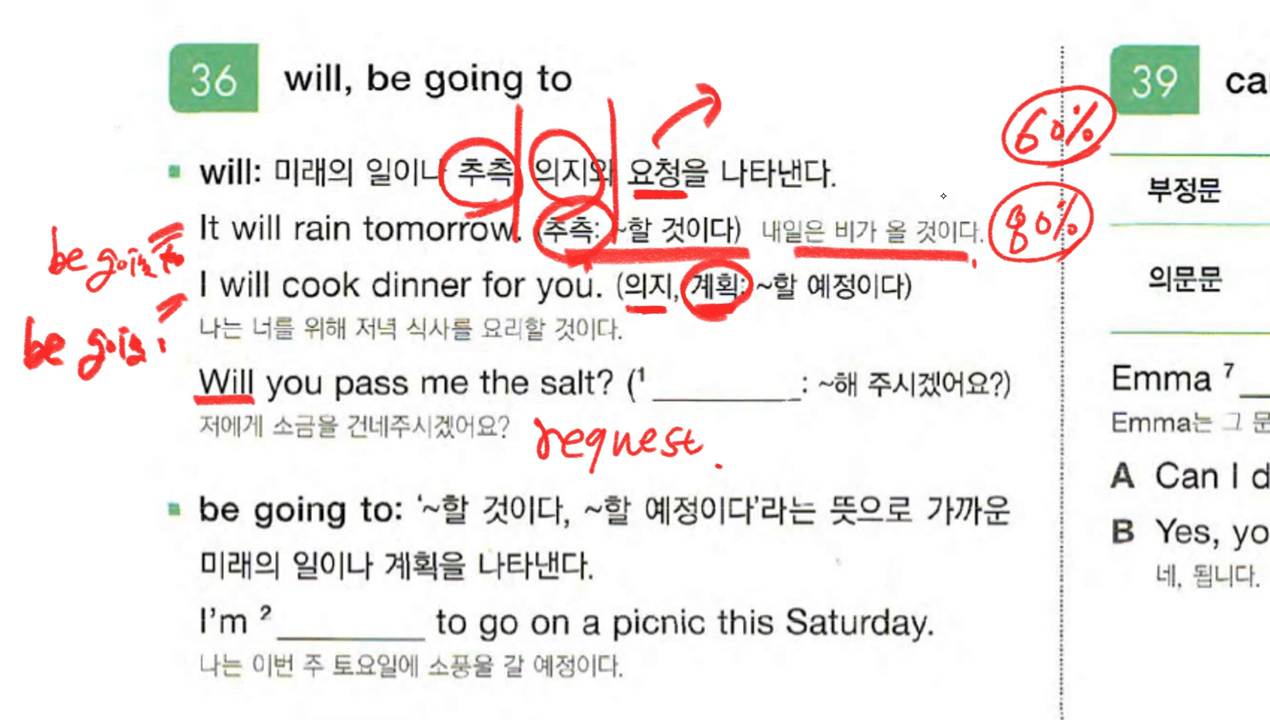 36 will, be going to
will: 미래의 일이나 추측 의지와 요청을 나타낸다.
60%
It will rain tomorrow. (추측: ~할 것이다) 내일은 비가 올 것이다.
80%
be going to
I will cook dinner for you. (의지, 계획: ~할 예정이다)
나는 너를 위해 저녁 식사를 요리할 것이다.
be going
Will you pass me the salt? (1 ________: ~해 주시겠어요?)
저에게 소금을 건네주시겠어요?
request.
be going to: '~할 것이다, ~할 예정이다'라는 뜻으로 가까운
미래의 일이나 계획을 나타낸다.
I'm 2 ________ to go on a picnic this Saturday.
나는 이번 주 토요일에 소풍을 갈 예정이다.
39 ca
부정문
의문문
Emma 7 __
Emma는 그 문
A Can I d
B Yes, yo
네, 됩니다.